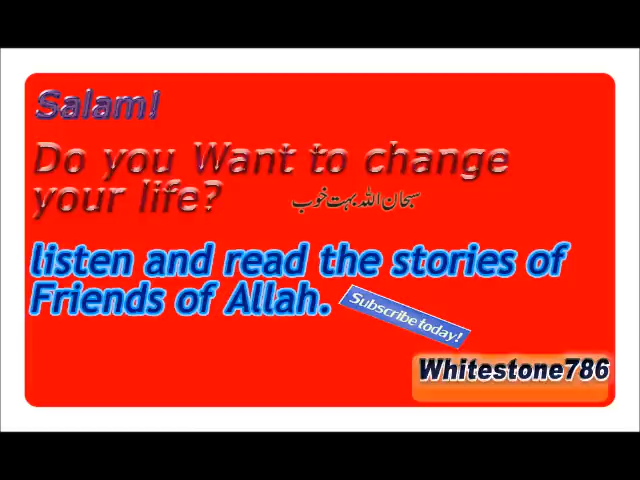 Salam!
Do you Want to change
your life?
سبحان اللہ بہت خوب
listen and read the stories of
Friends of Allah.
Subscribe today!
Whitestone786